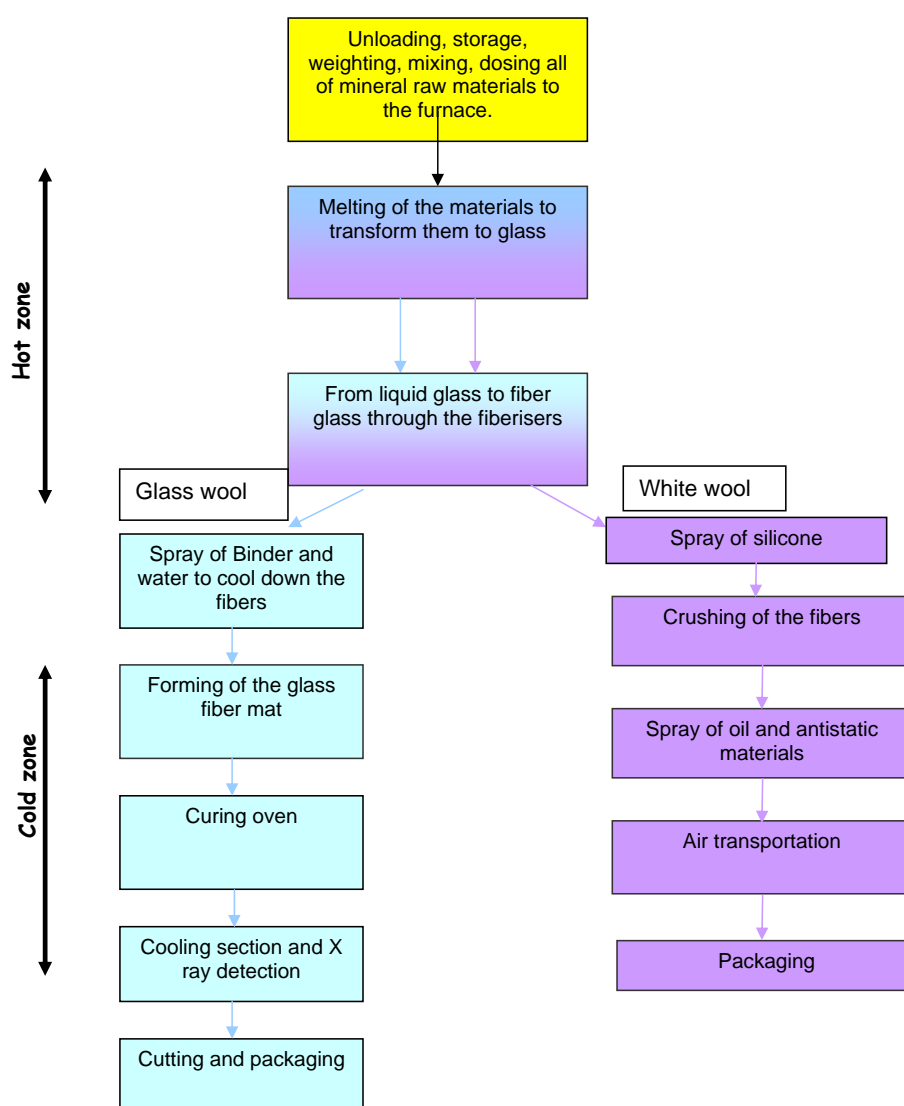 Unloading, storage,
weighting, mixing, dosing all
of mineral raw materials to
the furnace.
Hot zone
Melting of the materials to
transform them to glass
From liquid glass to fiber
glass through the fiberisers
Glass wool
White wool
Spray of Binder and
water to cool down the
fibers
Spray of silicone
Crushing of the fibers
Cold zone
Forming of the glass
fiber mat
Spray of oil and antistatic
materials
Curing oven
Air transportation
Cooling section and X
ray detection
Packaging
Cutting and packaging